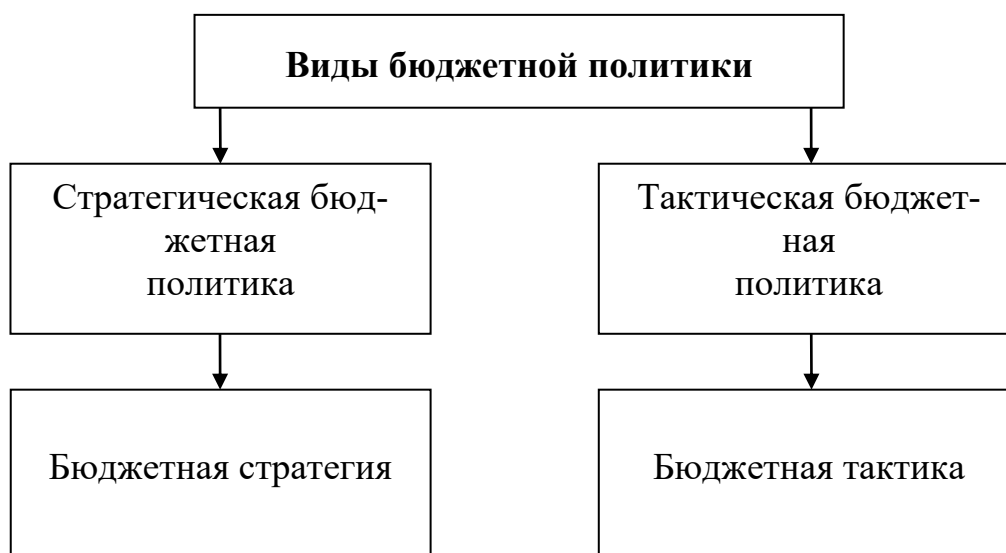 Виды бюджетной политики
Стратегическая бюд-
жетная
политика
Тактическая бюджет-
ная
политика
Бюджетная стратегия
Бюджетная тактика